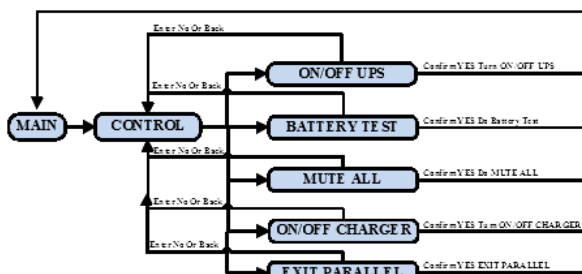 Enter No Or Back
ON/OFF UPS
Confirm YES Turn ON/OFF UPS
Enter No Or Back
MAIN
CONTROL
BATTERY TEST
Confirm YES Do Battery Test
Enter No Or Back
MUTE ALL
Confirm YES Do MUTE ALL
Enter No Or Back
ON/OFF CHARGER
Confirm YES Turn ON/OFF CHARGER
Enter No Or Back
EXIT PARALLEL
Confirm YES EXIT PARALLEL